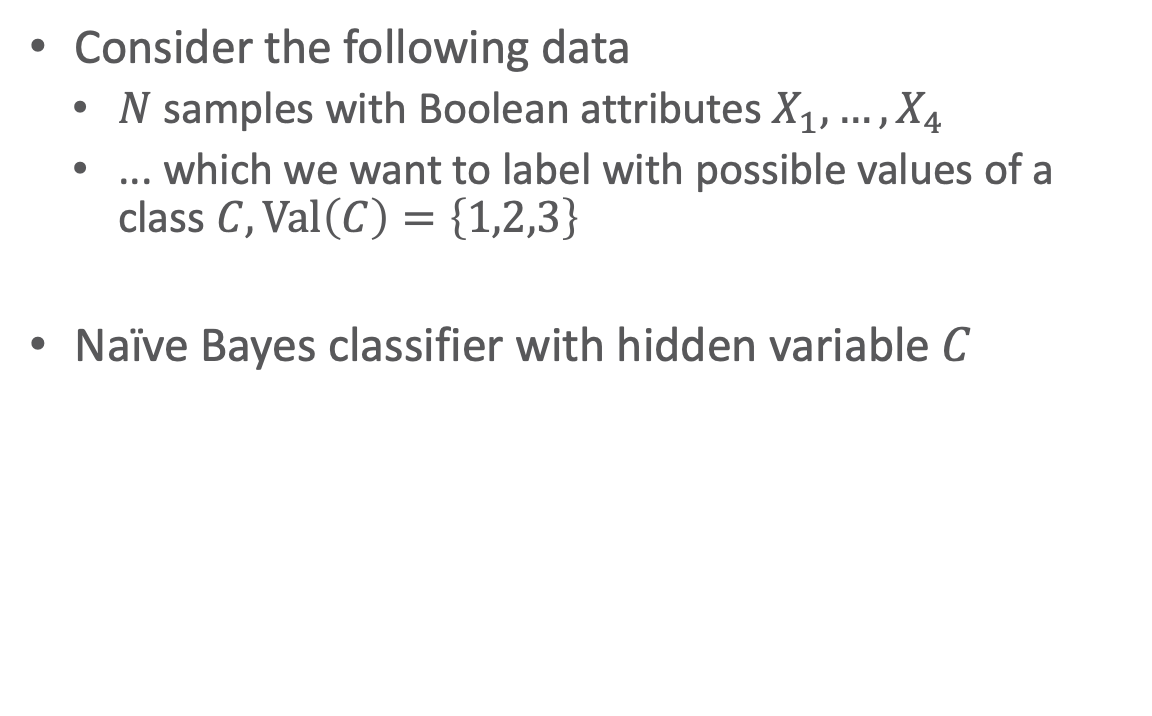 • Consider the following data
• N samples with Boolean attributes X₁, … , X₄
• … which we want to label with possible values of a
class C, Val(C) = {1,2,3}
• Naïve Bayes classifier with hidden variable C